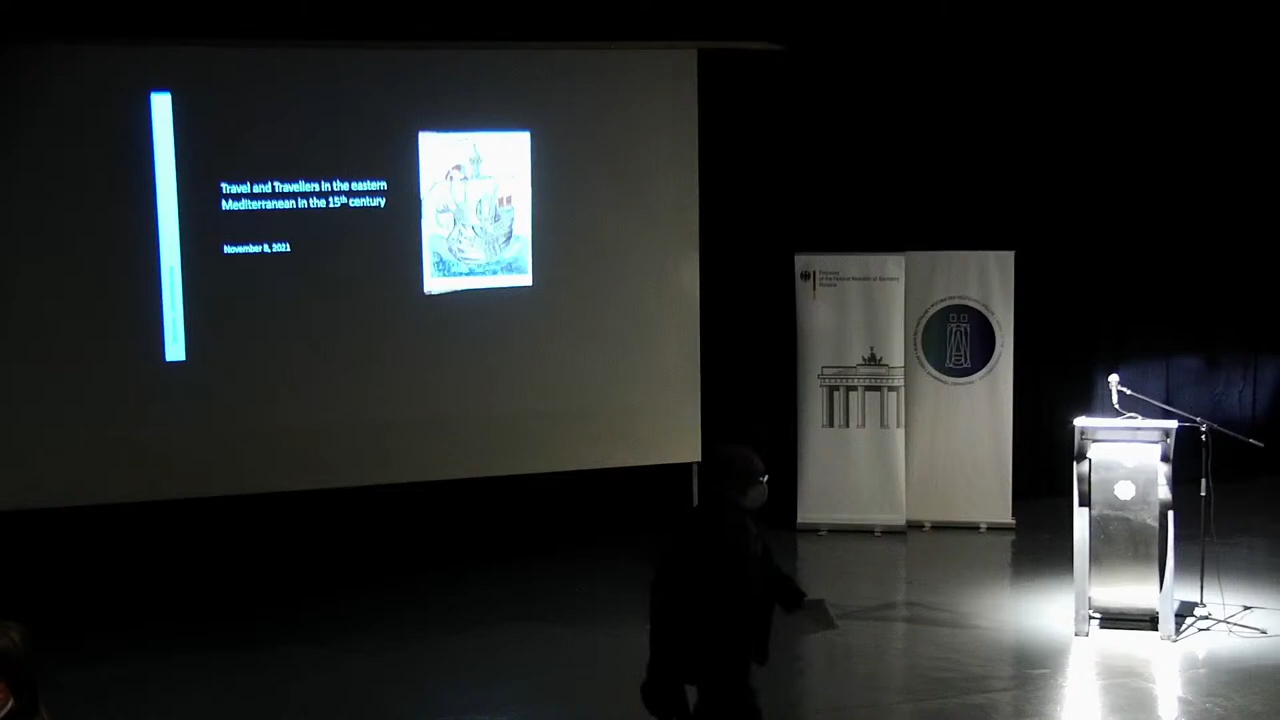 Travel and Travellers in the eastern
Mediterranean in the 15th century
November 8, 2021
Embassy
of the Federal Republic of Germany